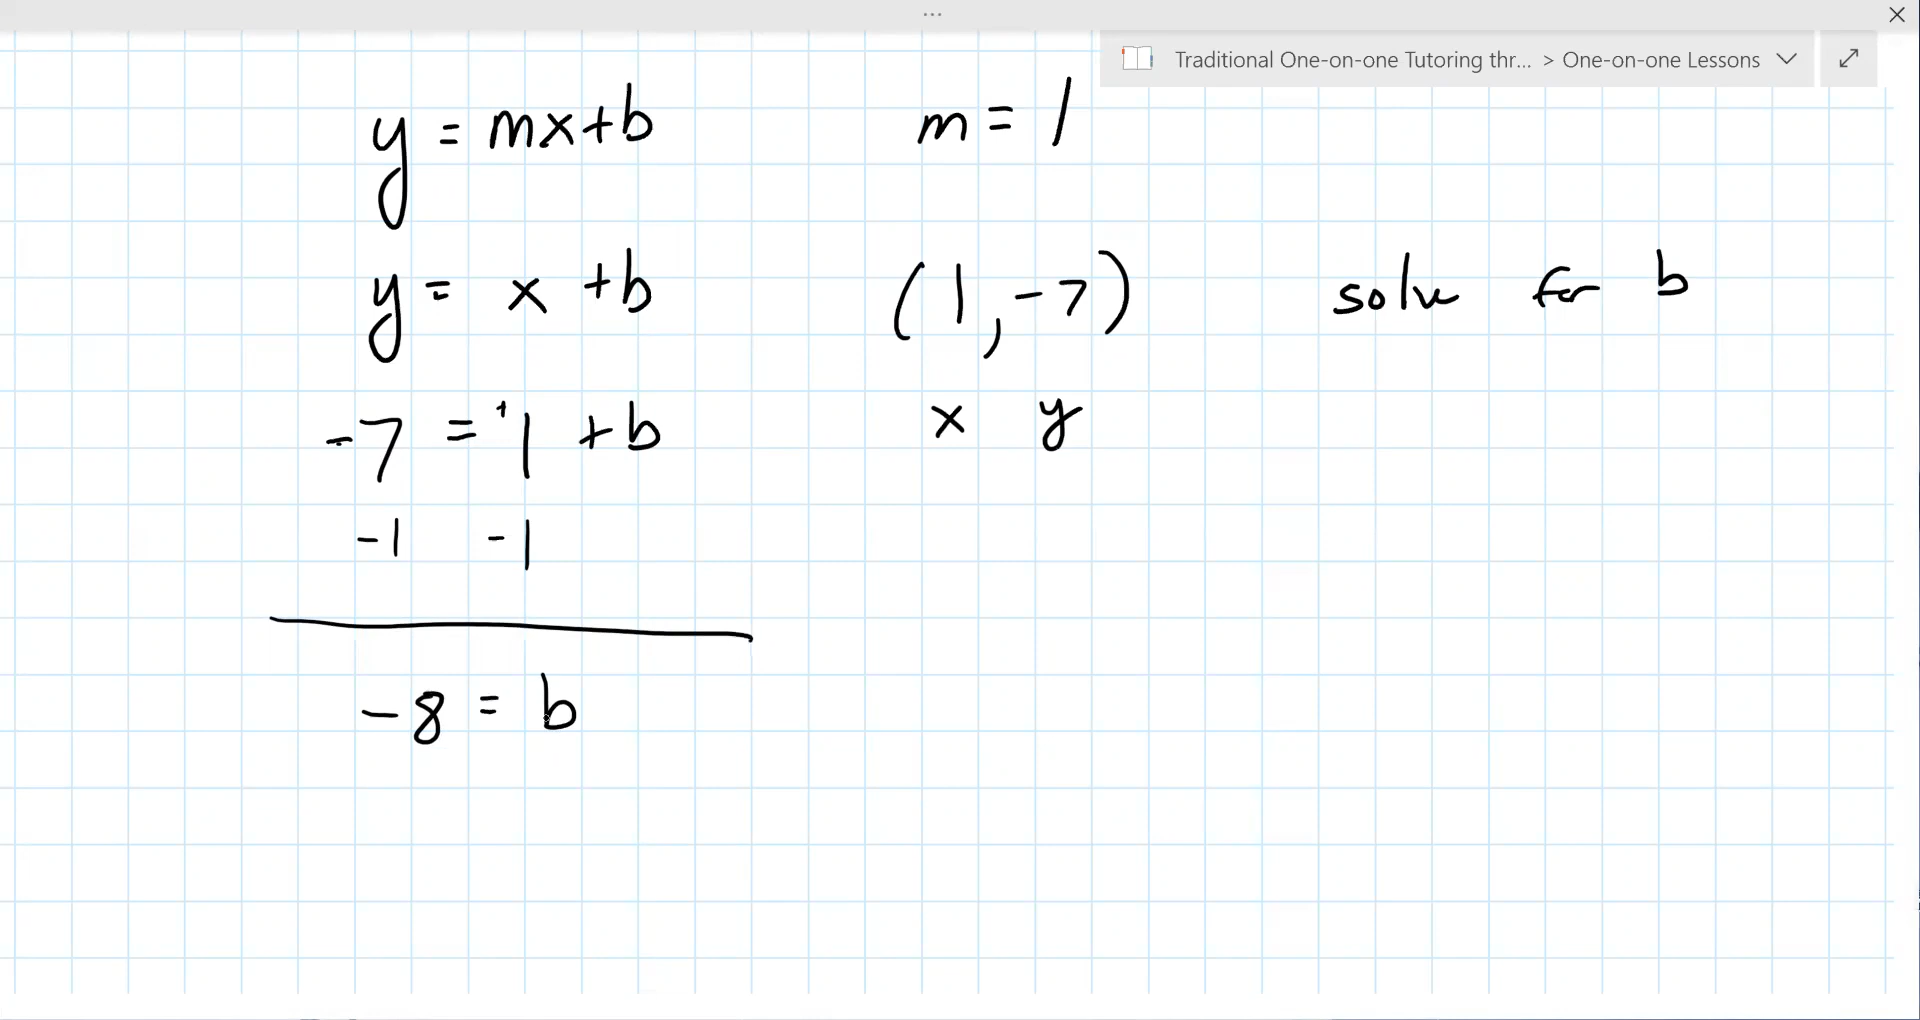 ...
Traditional One-on-one Tutoring thr... > One-on-one Lessons
y = mx+b m = 1
y = x +b (1, -7) solve for b
-7 = +1 +b x y
-1 -1
-8 = b